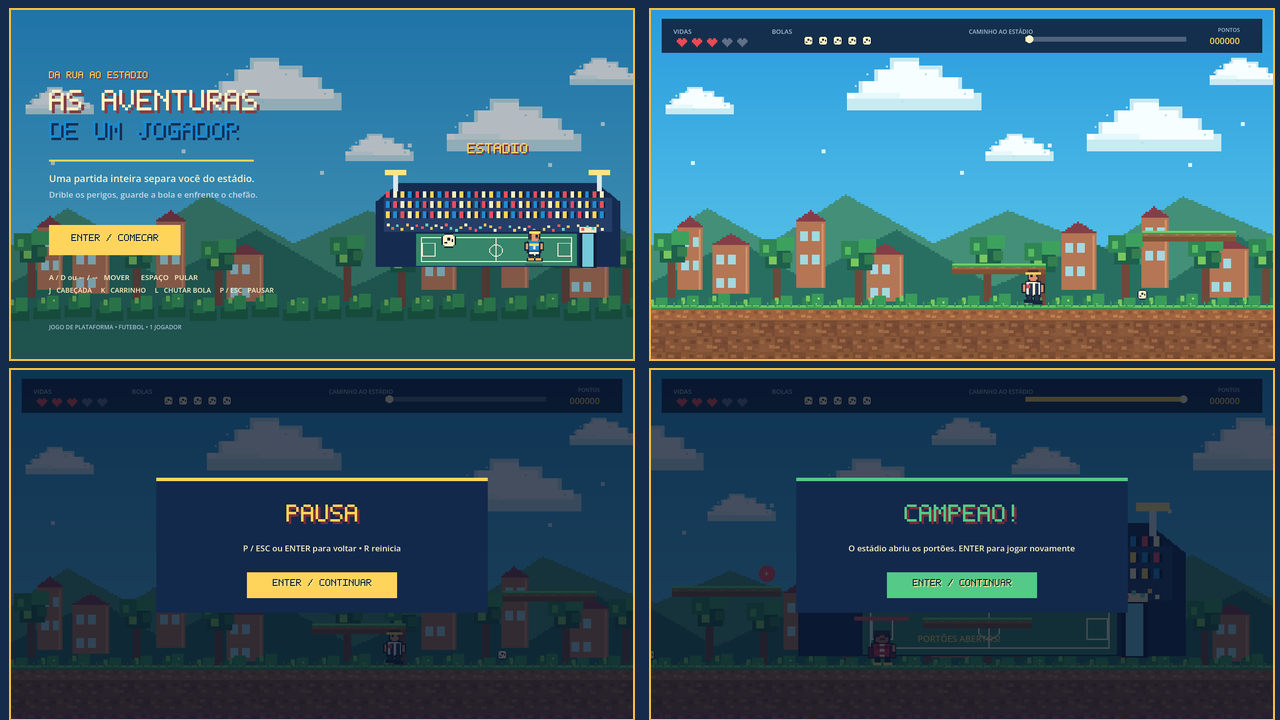 DA RUA AO ESTADIO
AS AVENTURAS
DE UM JOGADOR
Uma partida inteira separa você do estádio.
Drible os perigos, guarde a bola e enfrente o chefão.
ENTER / COMECAR
A / D ou ← / → MOVER ESPAÇO PULAR
J CABEÇADA K CARRINHO L CHUTAR BOLA P / ESC PAUSAR
JOGO DE PLATAFORMA • FUTEBOL • 1 JOGADOR
ESTADIO
VIDAS BOLAS CAMINHO AO ESTÁDIO PONTOS
000000
VIDAS BOLAS CAMINHO AO ESTÁDIO PONTOS
000000
PAUSA
P / ESC ou ENTER para voltar • R reinicia
ENTER / CONTINUAR
VIDAS BOLAS CAMINHO AO ESTÁDIO PONTOS
000000
CAMPEAO!
O estádio abriu os portões. ENTER para jogar novamente
ENTER / CONTINUAR
PORTÕES ABERTOS!